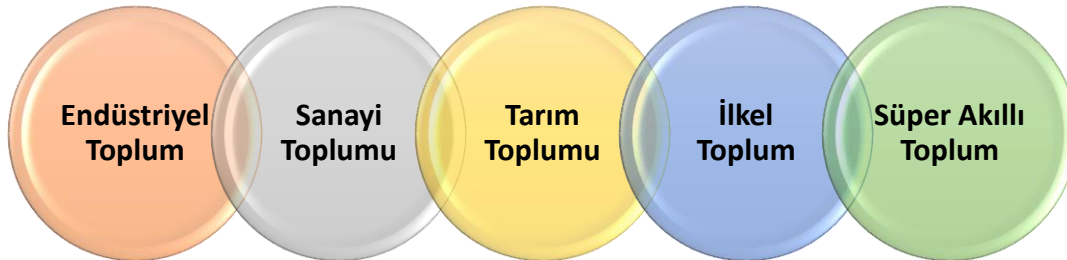 Endüstriyel
Toplum
Sanayi
Toplumu
Tarım
Toplumu
İlkel
Toplum
Süper Akıllı
Toplum